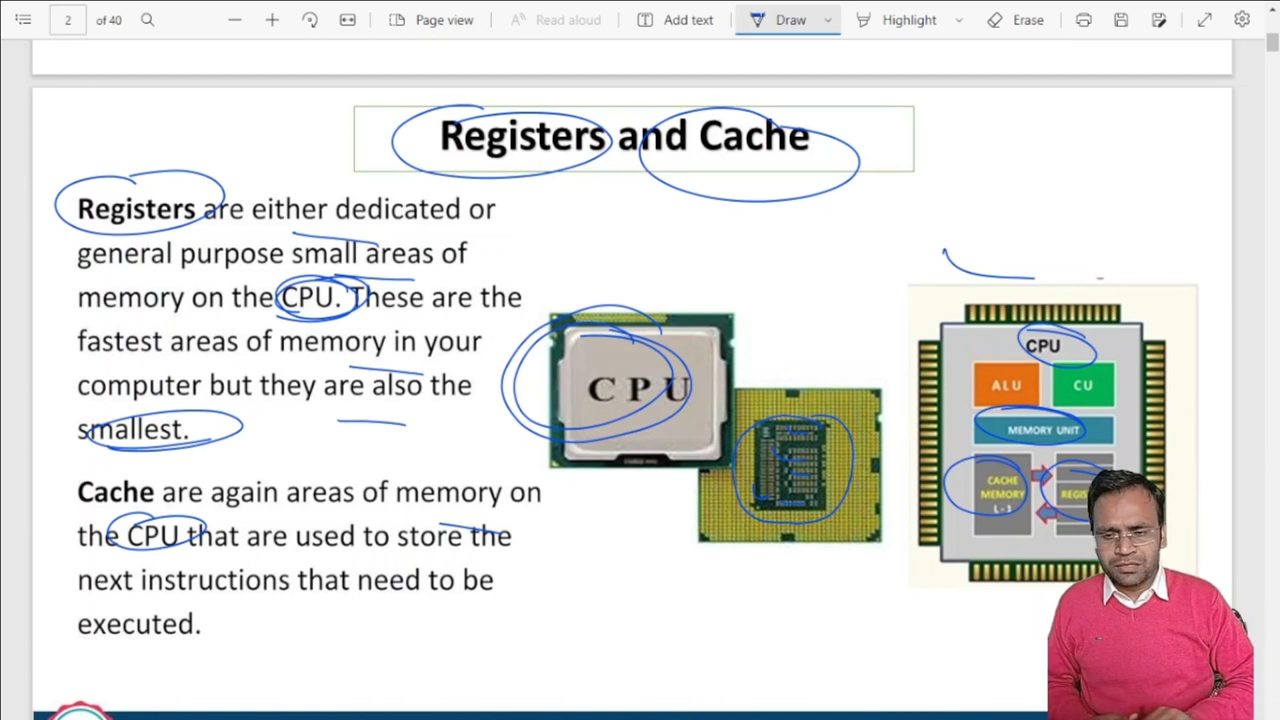 2 of 40 Page view Read aloud Add text Draw Highlight Erase
Registers and Cache
Registers are either dedicated or
general purpose small areas of
memory on the CPU. These are the
fastest areas of memory in your
computer but they are also the
smallest.
Cache are again areas of memory on
the CPU that are used to store the
next instructions that need to be
executed.
CPU
CPU
ALU CU
MEMORY UNIT
CACHE
MEMORY
L-1